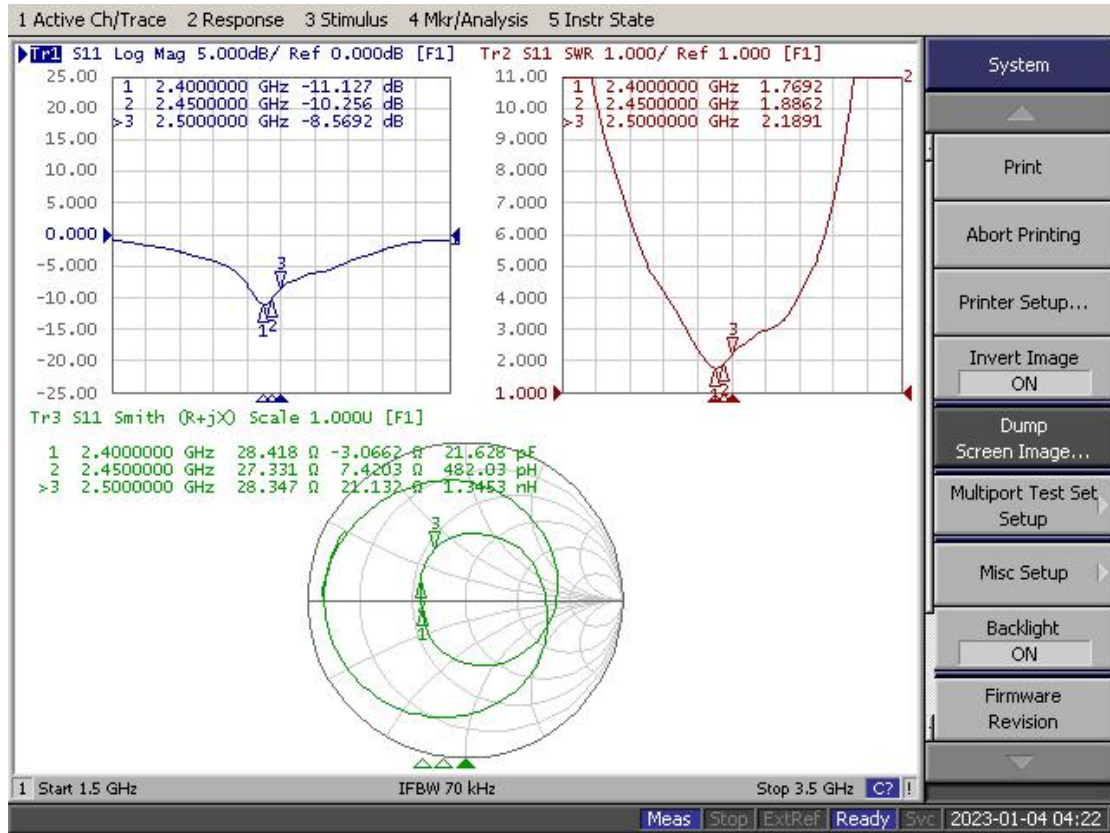 1 Active Ch/Trace 2 Response 3 Stimulus 4 Mkr/Analysis 5 Instr State
Tr1 S11 Log Mag 5.000dB/ Ref 0.000dB [F1]
25.00
20.00
15.00
10.00
5.000
0.000
-5.000
-10.00
-15.00
-20.00
-25.00
1 2.4000000 GHz -11.127 dB
2 2.4500000 GHz -10.256 dB
>3 2.5000000 GHz -8.5692 dB
3
1
2
Tr2 S11 SWR 1.000/ Ref 1.000 [F1]
11.00
10.00
9.000
8.000
7.000
6.000
5.000
4.000
3.000
2.000
1.000
1 2.4000000 GHz 1.7692
2 2.4500000 GHz 1.8862
>3 2.5000000 GHz 2.1891
2
3
1
2
Tr3 S11 Smith (R+jX) Scale 1.000U [F1]
1 2.4000000 GHz 28.418 Ω -3.0662 Ω 21.628 pF
2 2.4500000 GHz 27.331 Ω 7.4203 Ω 482.03 pH
>3 2.5000000 GHz 28.347 Ω 21.132 Ω 1.3453 nH
3
1
1 Start 1.5 GHz IFBW 70 kHz Stop 3.5 GHz C? !
System
Print
Abort Printing
Printer Setup...
Invert Image
ON
Dump
Screen Image...
Multiport Test Set
Setup
Misc Setup
Backlight
ON
Firmware
Revision
Meas Stop ExtRef Ready Svc 2023-01-04 04:22